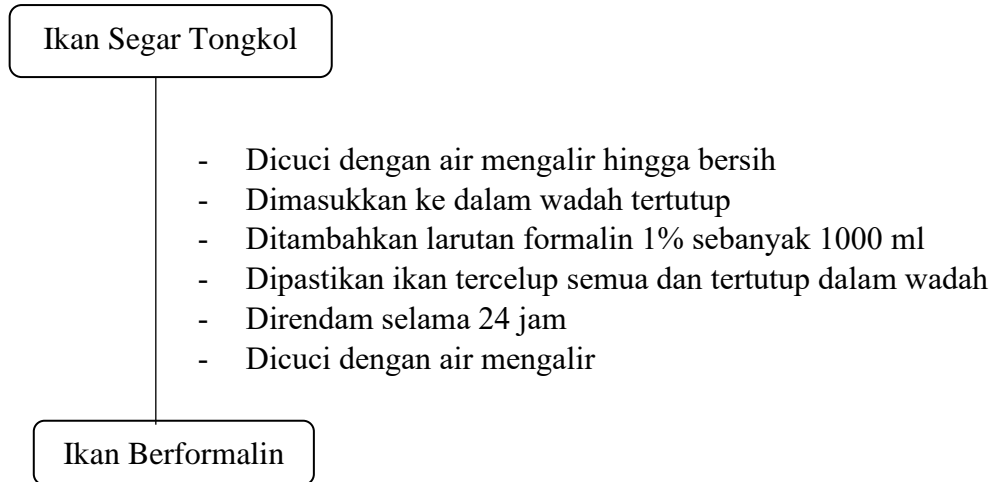 Ikan Segar Tongkol
- Dicuci dengan air mengalir hingga bersih
- Dimasukkan ke dalam wadah tertutup
- Ditambahkan larutan formalin 1% sebanyak 1000 ml
- Dipastikan ikan tercelup semua dan tertutup dalam wadah
- Direndam selama 24 jam
- Dicuci dengan air mengalir
Ikan Berformalin